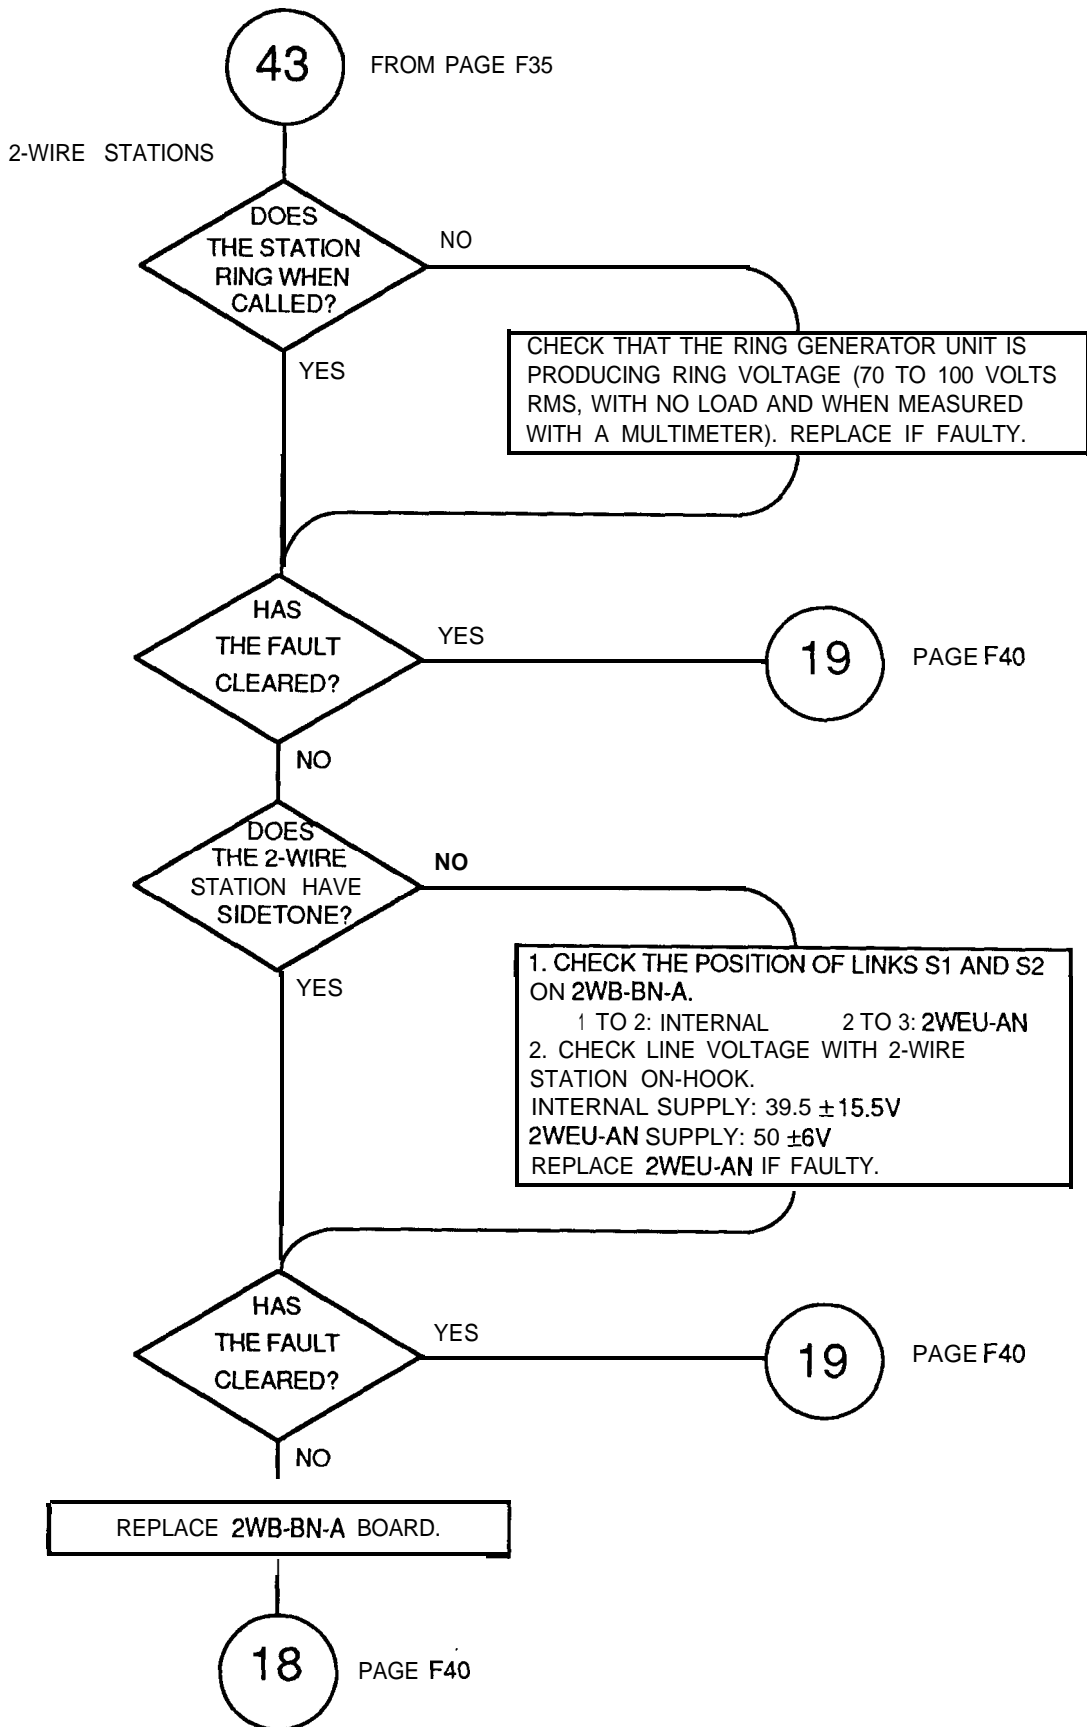 43
FROM PAGE F35
2-WIRE STATIONS
DOES
THE STATION
RING WHEN
CALLED?
NO
YES
CHECK THAT THE RING GENERATOR UNIT IS
PRODUCING RING VOLTAGE (70 TO 100 VOLTS
RMS, WITH NO LOAD AND WHEN MEASURED
WITH A MULTIMETER). REPLACE IF FAULTY.
HAS
THE FAULT
CLEARED?
YES
19
PAGE F40
NO
DOES
THE 2-WIRE
STATION HAVE
SIDETONE?
NO
YES
1. CHECK THE POSITION OF LINKS S1 AND S2
ON 2WB-BN-A.
1 TO 2: INTERNAL 2 TO 3: 2WEU-AN
2. CHECK LINE VOLTAGE WITH 2-WIRE
STATION ON-HOOK.
INTERNAL SUPPLY: 39.5 ±15.5V
2WEU-AN SUPPLY: 50 ±6V
REPLACE 2WEU-AN IF FAULTY.
HAS
THE FAULT
CLEARED?
YES
19
PAGE F40
NO
REPLACE 2WB-BN-A BOARD.
18
PAGE F40